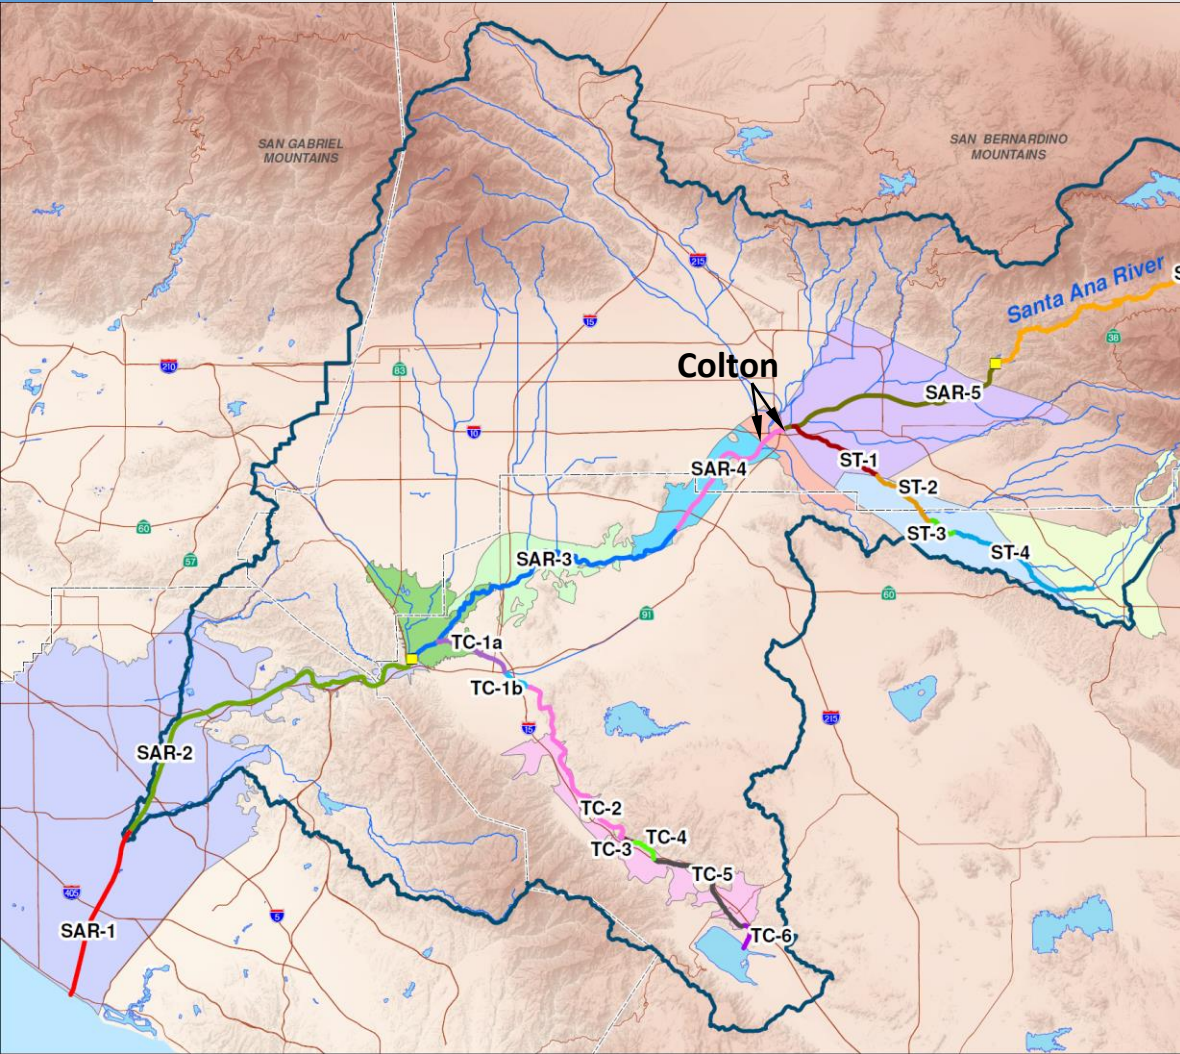 SAN GABRIEL
MOUNTAINS
SAN BERNARDINO
MOUNTAINS
215
Santa Ana River
S
15
38
210
83
Colton
SAR-5
10
ST-1
SAR-4
ST-2
60
ST-3
ST-4
57
SAR-3
60
91
TC-1a
TC-1b
215
15
SAR-2
TC-2
TC-4
TC-3
TC-5
405
5
SAR-1
TC-6